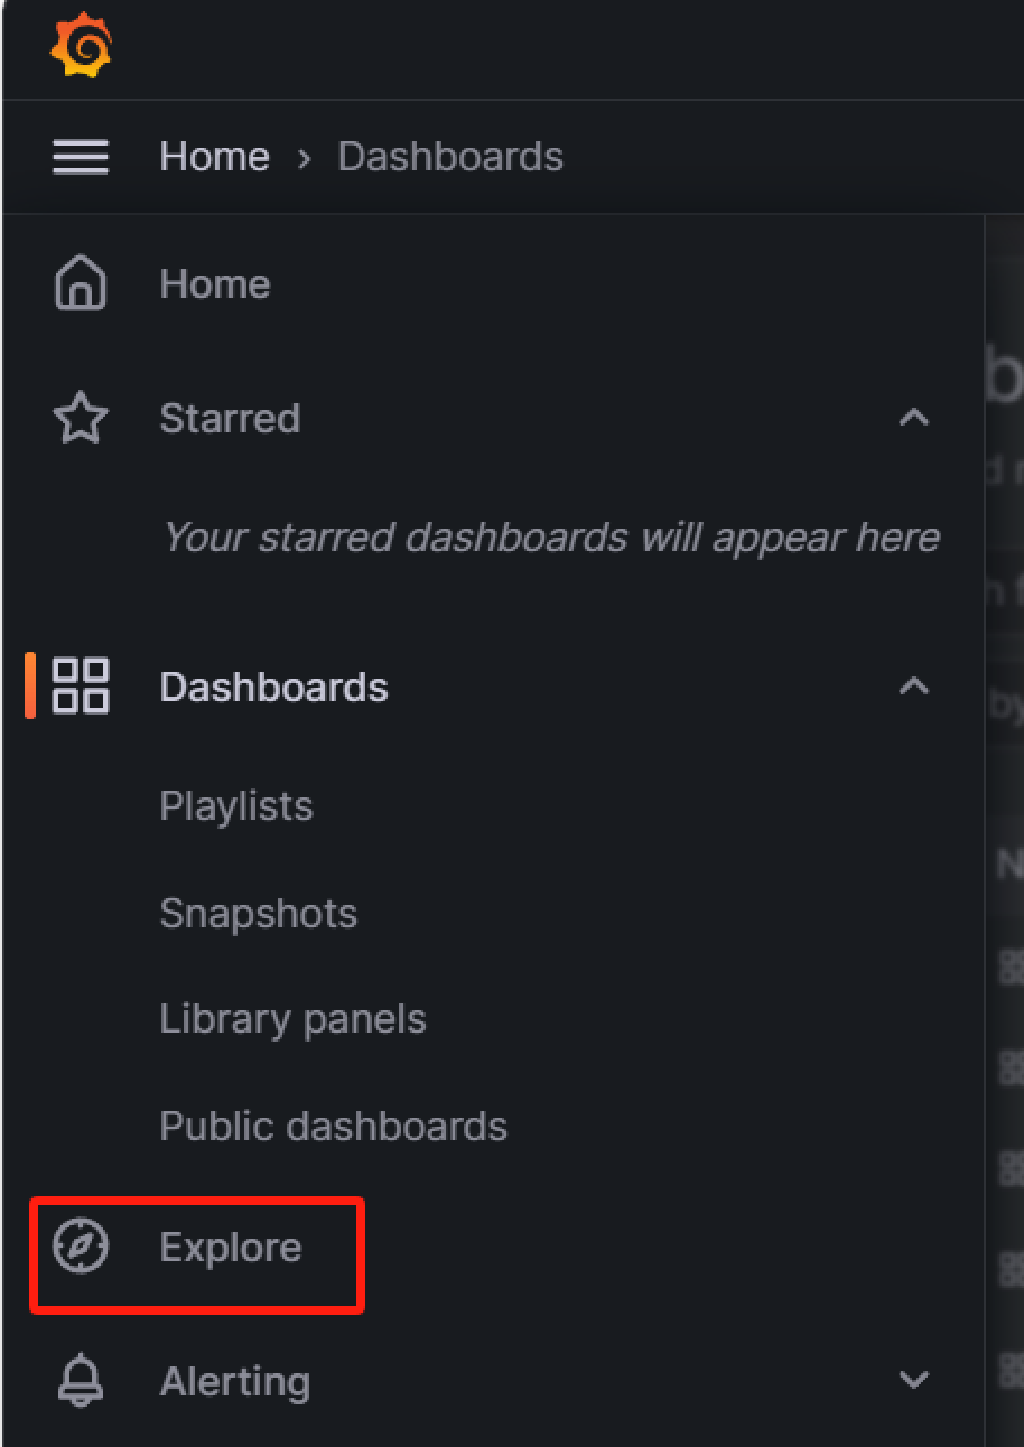 Home › Dashboards
Home
Starred
Your starred dashboards will appear here
Dashboards
Playlists
Snapshots
Library panels
Public dashboards
Explore
Alerting